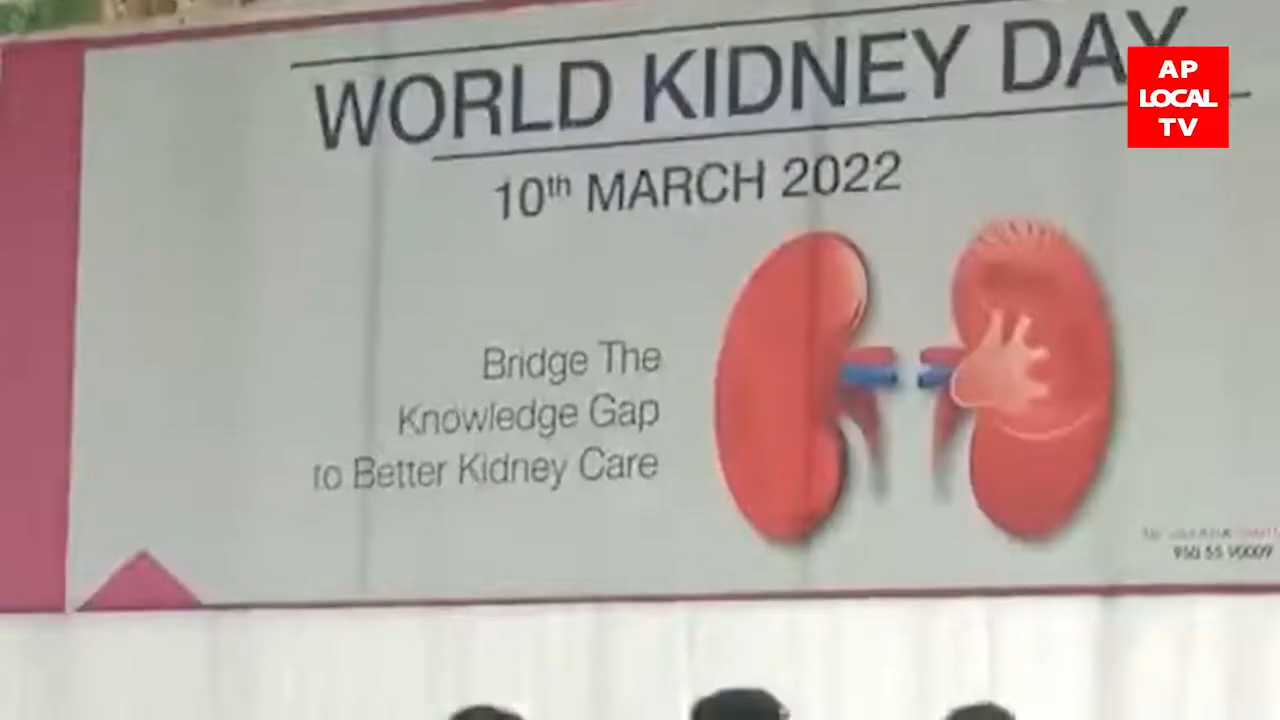 WORLD KIDNEY DAY
10th MARCH 2022
Bridge The
Knowledge Gap
to Better Kidney Care
AP
LOCAL
TV